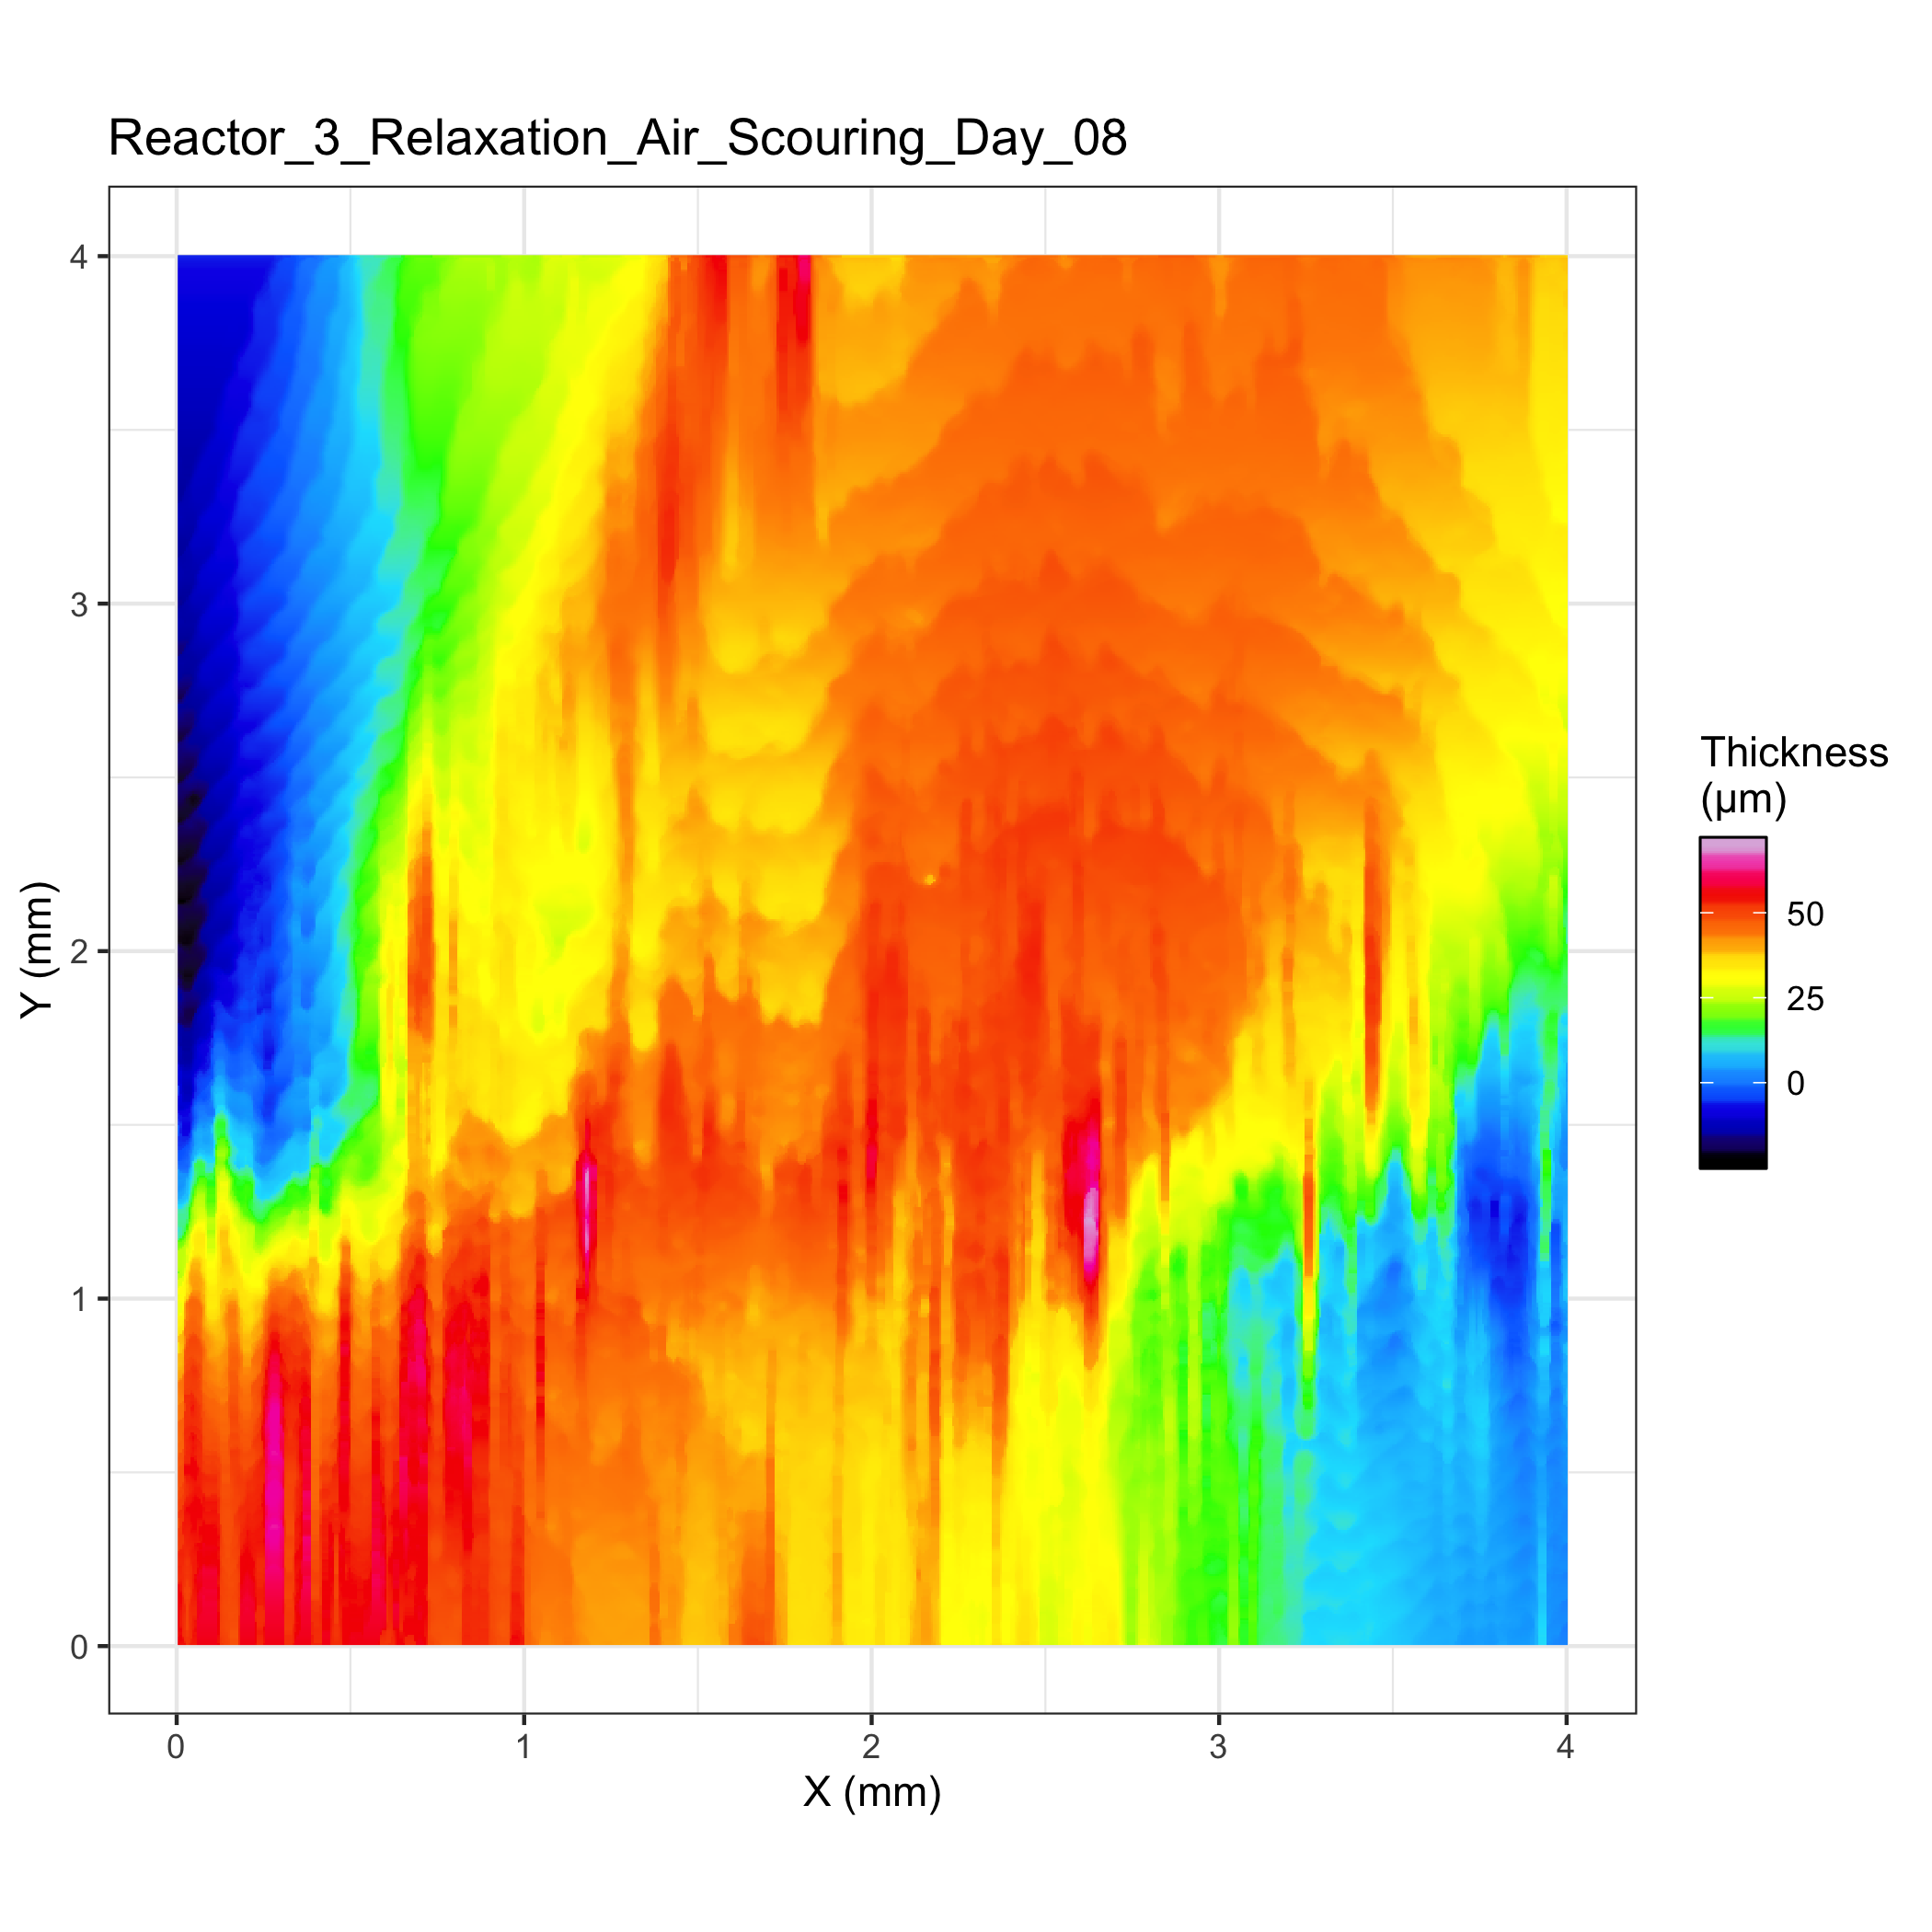 Reactor_3_Relaxation_Air_Scouring_Day_08
4
3
2
1
0
Y (mm)
0 1 2 3 4
X (mm)
Thickness
(µm)
50
25
0